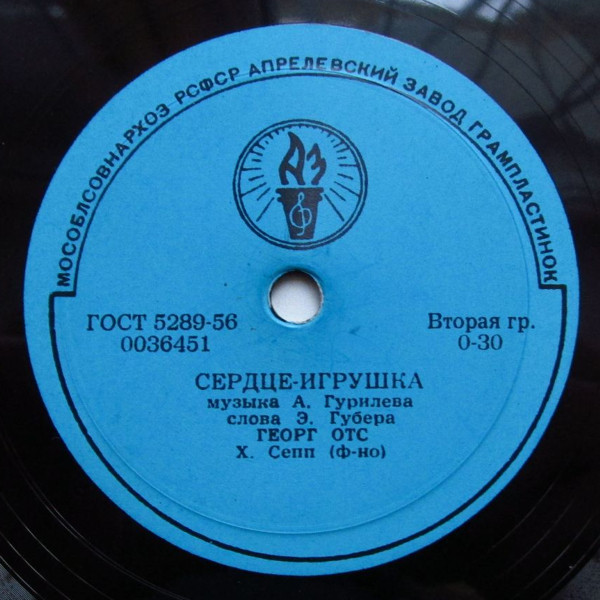 МОСОБЛСОВНАРХОЗ РСФСР АПРЕЛЕВСКИЙ ЗАВОД ГРАМПЛАСТИНОК
АЗ
ГОСТ 5289-56
0036451
Вторая гр.
0-30
СЕРДЦЕ-ИГРУШКА
музыка А. Гурилева
слова Э. Губера
ГЕОРГ ОТС
Х. Сепп (ф-но)